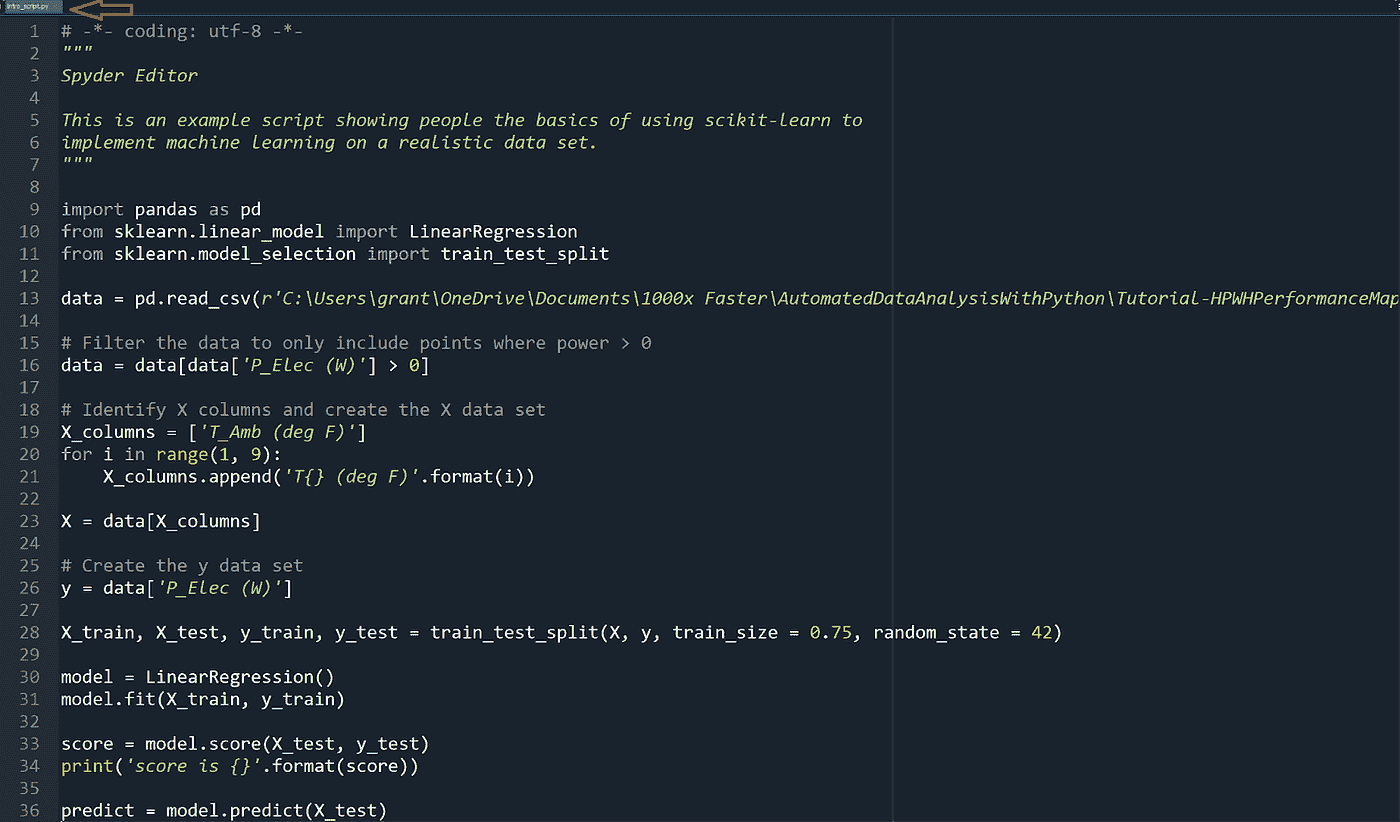 intro_script.py
1 # -*- coding: utf-8 -*-
2 """
3 Spyder Editor
4
5 This is an example script showing people the basics of using scikit-learn to
6 implement machine learning on a realistic data set.
7 """
8
9 import pandas as pd
10 from sklearn.linear_model import LinearRegression
11 from sklearn.model_selection import train_test_split
12
13 data = pd.read_csv(r'C:\Users\grant\OneDrive\Documents\1000x Faster\AutomatedDataAnalysisWithPython\Tutorial-HPWHPerformanceMap
14
15 # Filter the data to only include points where power > 0
16 data = data[data['P_Elec (W)'] > 0]
17
18 # Identify X columns and create the X data set
19 X_columns = ['T_Amb (deg F)']
20 for i in range(1, 9):
21     X_columns.append('T{} (deg F)'.format(i))
22
23 X = data[X_columns]
24
25 # Create the y data set
26 y = data['P_Elec (W)']
27
28 X_train, X_test, y_train, y_test = train_test_split(X, y, train_size = 0.75, random_state = 42)
29
30 model = LinearRegression()
31 model.fit(X_train, y_train)
32
33 score = model.score(X_test, y_test)
34 print('score is {}'.format(score))
35
36 predict = model.predict(X_test)